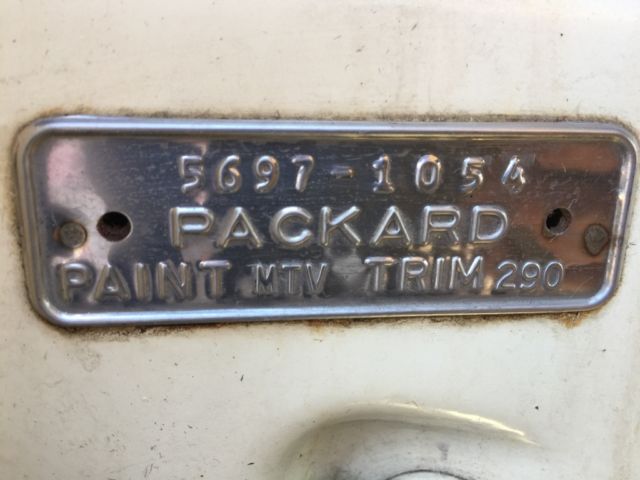 5697-1054
PACKARD
PAINT MTV TRIM 290